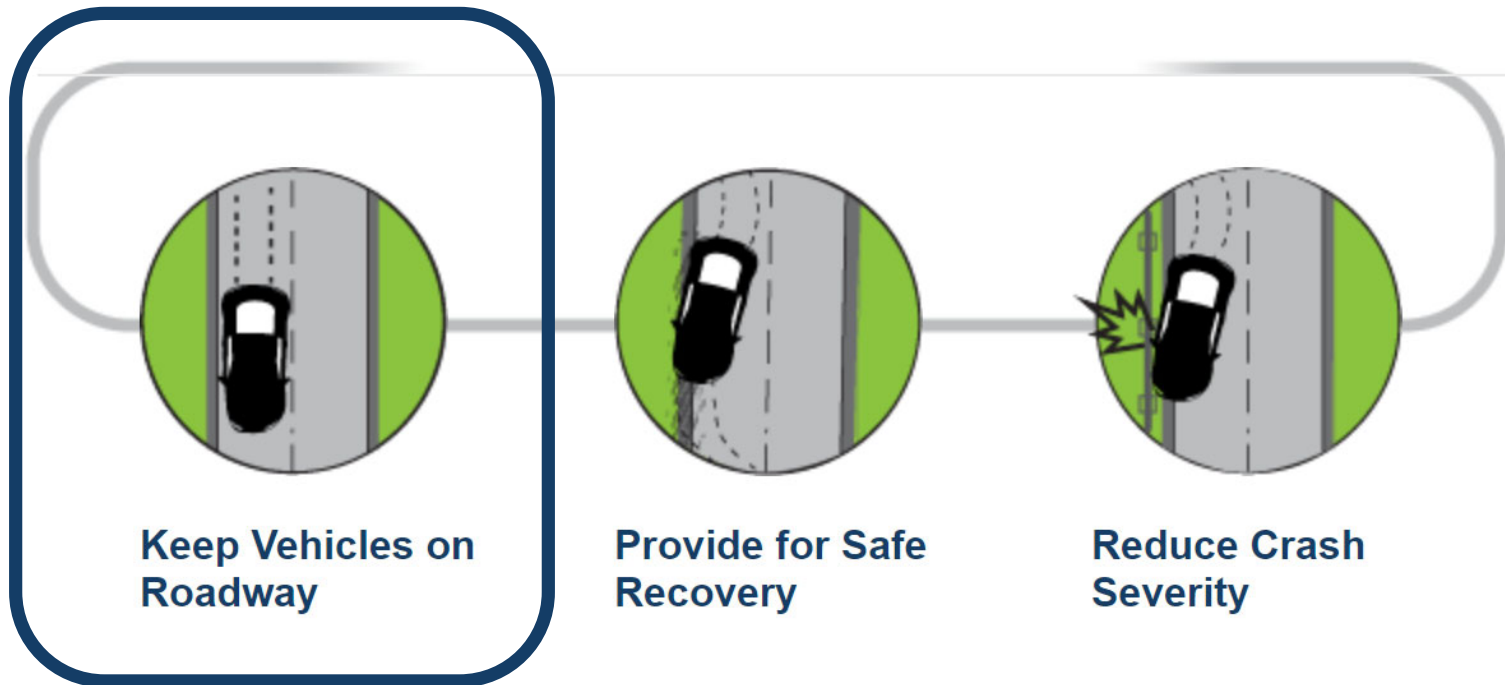 Keep Vehicles on
Roadway
Provide for Safe
Recovery
Reduce Crash
Severity